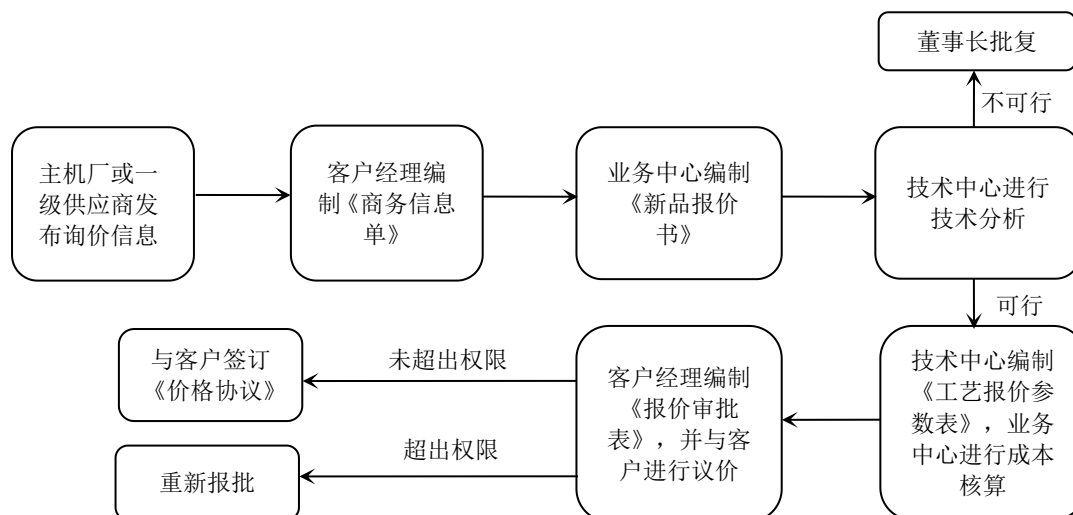 董事长批复
不可行
主机厂或一
级供应商发
布询价信息
客户经理编
制《商务信息
单》
业务中心编制
《新品报价
书》
技术中心进行
技术分析
可行
与客户签订
《价格协议》
未超出权限
客户经理编制
《报价审批
表》，并与客
户进行议价
技术中心编制
《工艺报价参
数表》，业务
中心进行成本
核算
超出权限
重新报批